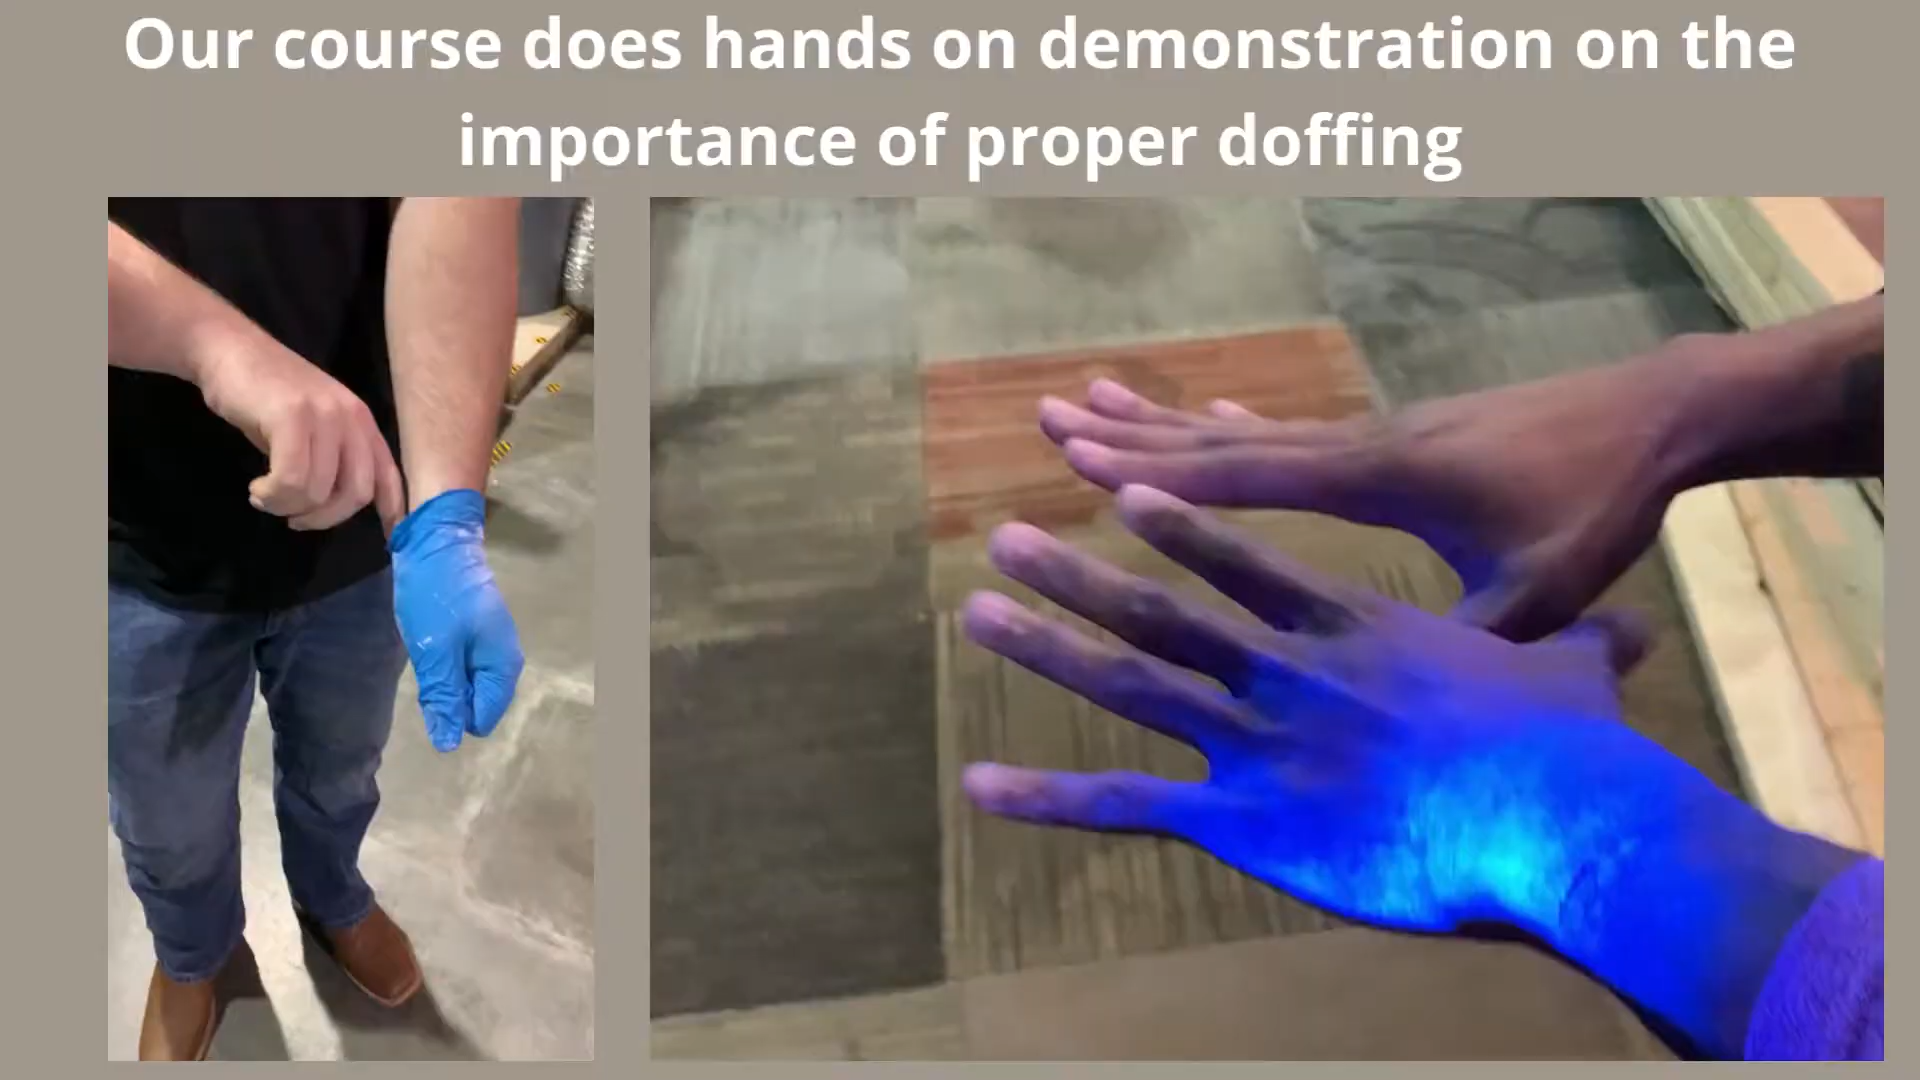 Our course does hands on demonstration on the
importance of proper doffing